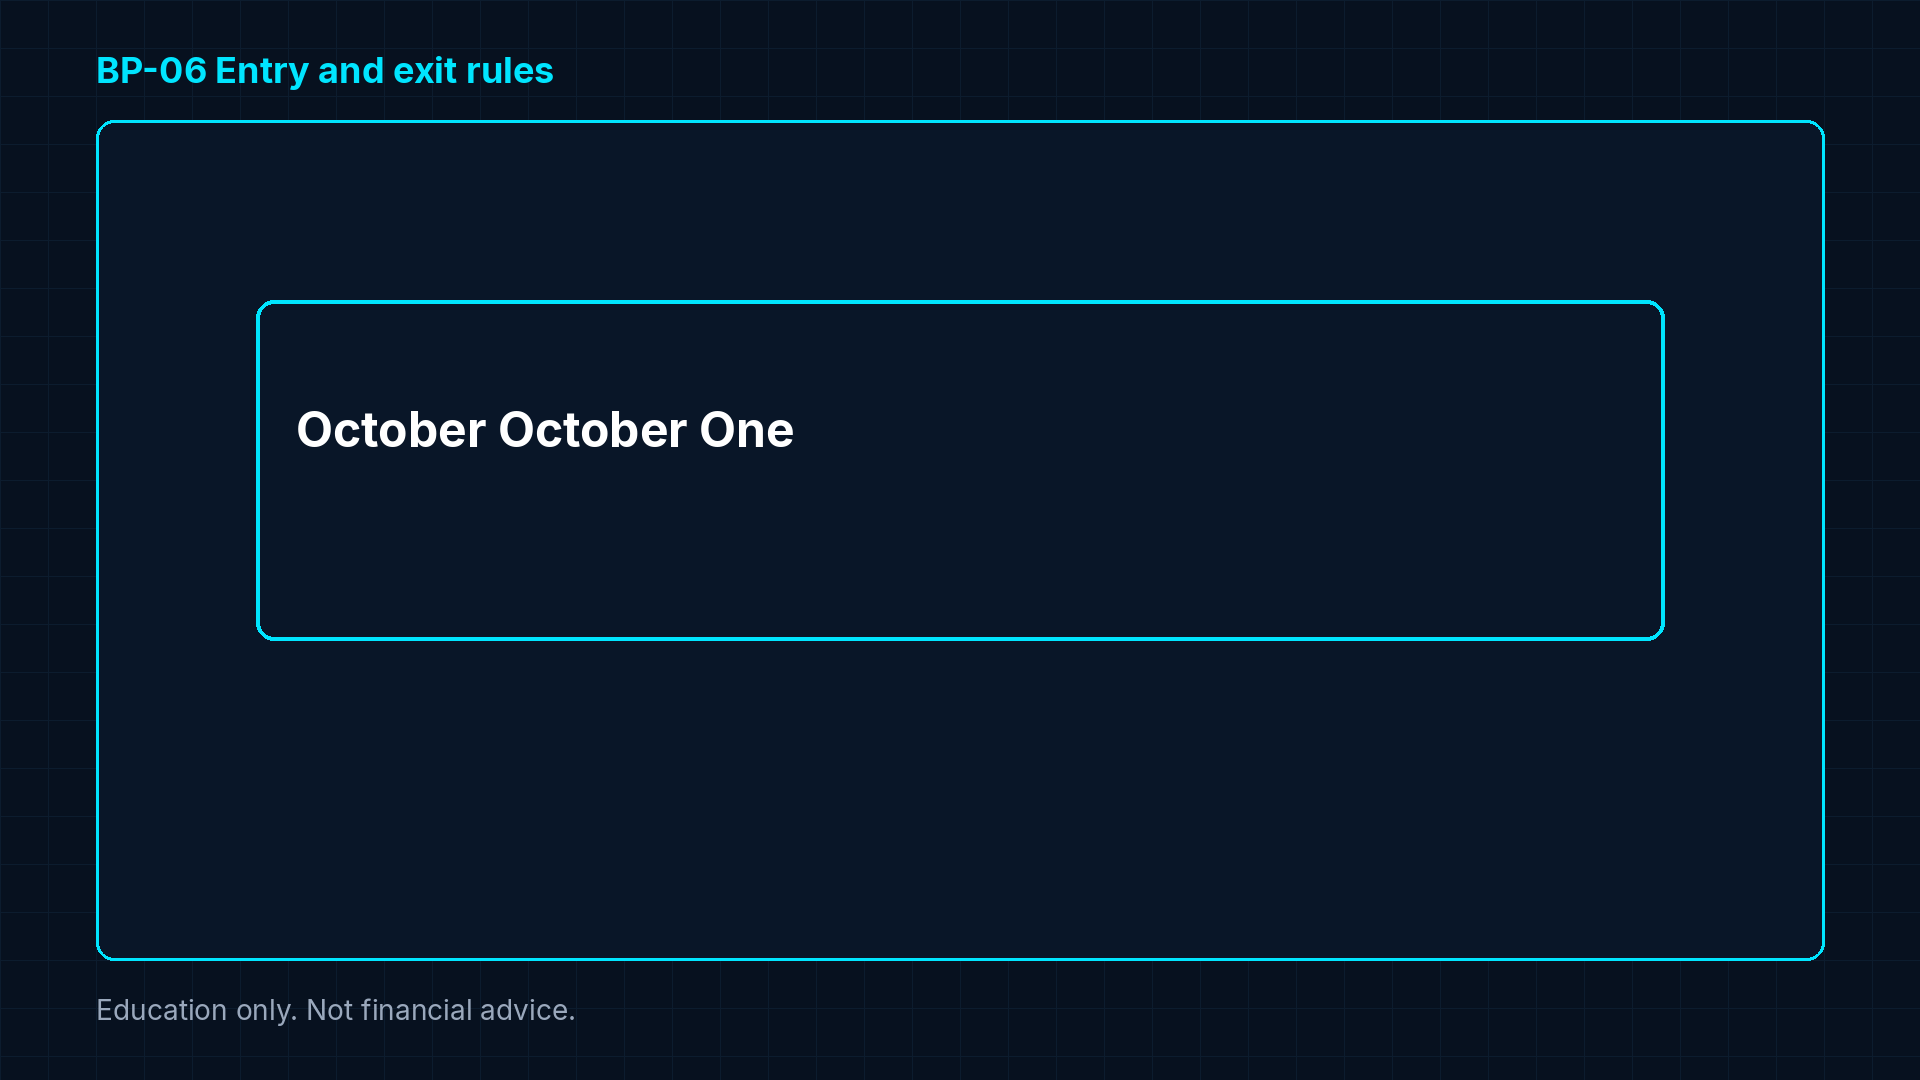 BP-06 Entry and exit rules
October October One
Education only. Not financial advice.